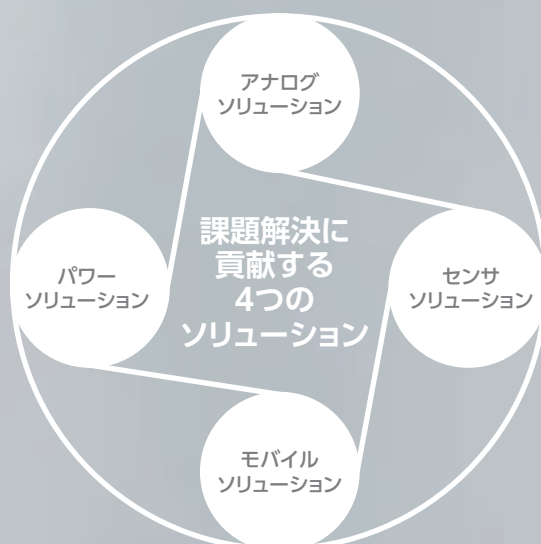 アナログ
ソリューション
課題解決に
貢献する
4つの
ソリューション
パワー
ソリューション
センサ
ソリューション
モバイル
ソリューション